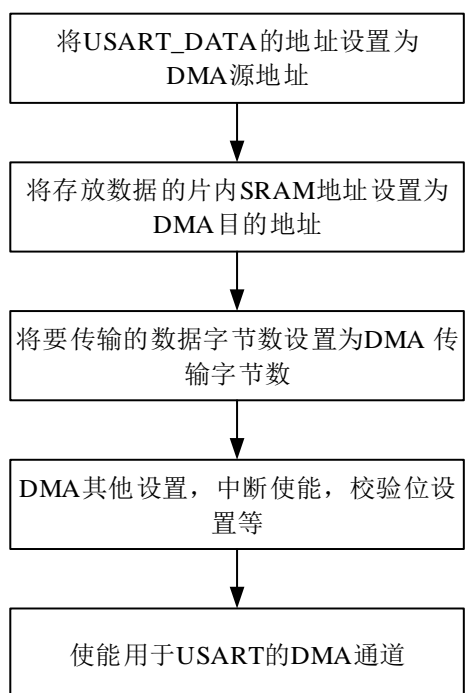 将USART_DATA的地址设置为
DMA源地址
将存放数据的片内SRAM地址设置为
DMA目的地址
将要传输的数据字节数设置为DMA 传
输字节数
DMA其他设置，中断使能，校验位设
置等
使能用于USART的DMA通道